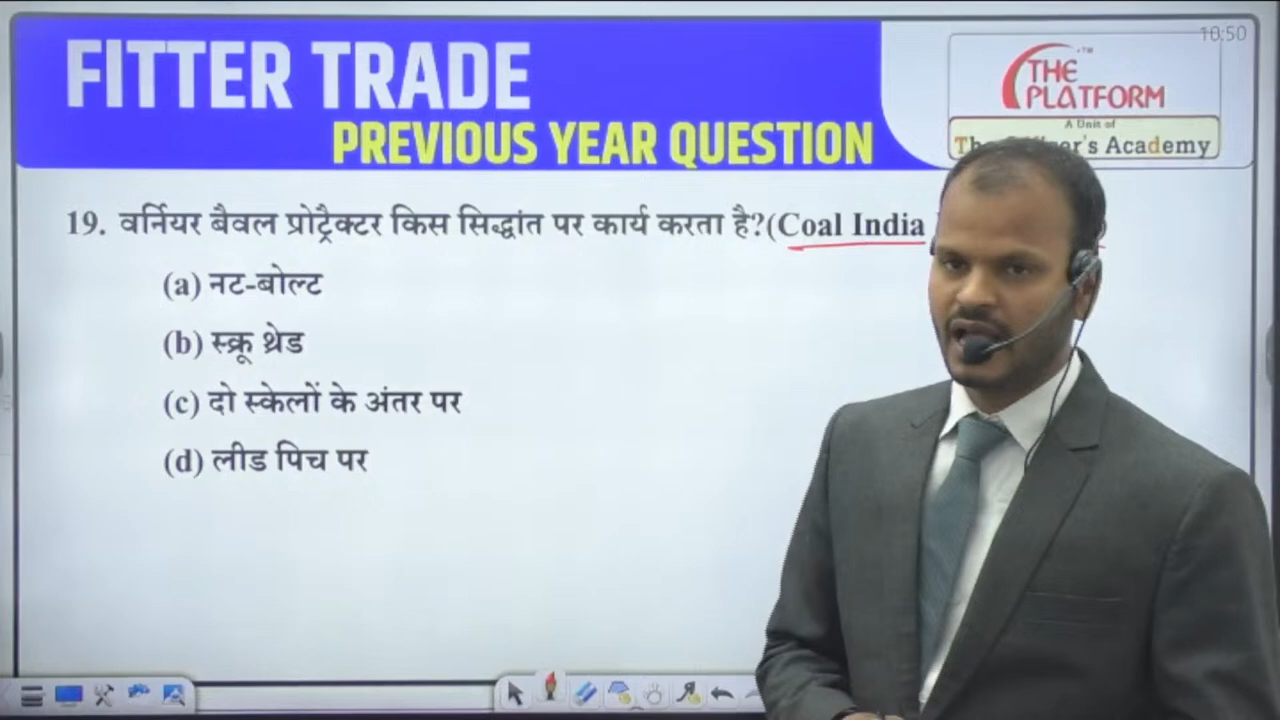 10:50
FITTER TRADE
PREVIOUS YEAR QUESTION
THE
PLATFORM
™
A Unit of
Academy
19. वर्नियर बैवल प्रोट्रैक्टर किस सिद्धांत पर कार्य करता है?(Coal India
(a) नट-बोल्ट
(b) स्क्रू थ्रेड
(c) दो स्केलों के अंतर पर
(d) लीड पिच पर